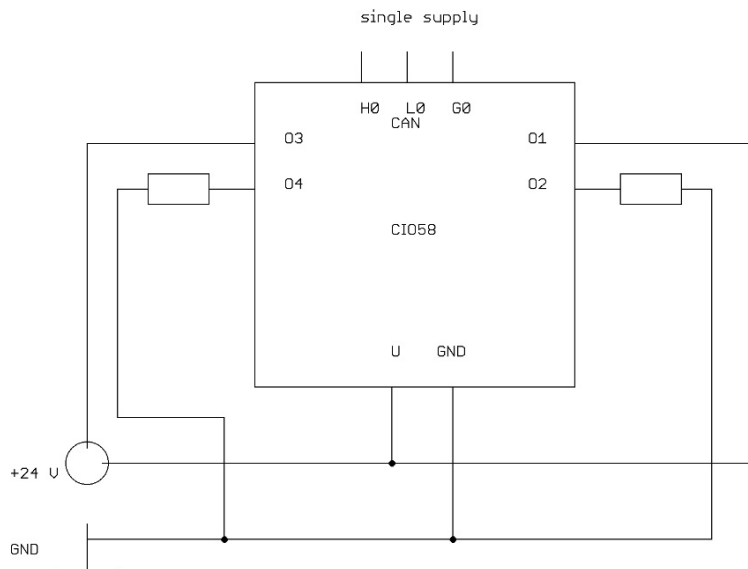 single supply
H0 L0 G0
CAN
O3 O1
O4 O2
CIO58
U GND
+24 V
GND